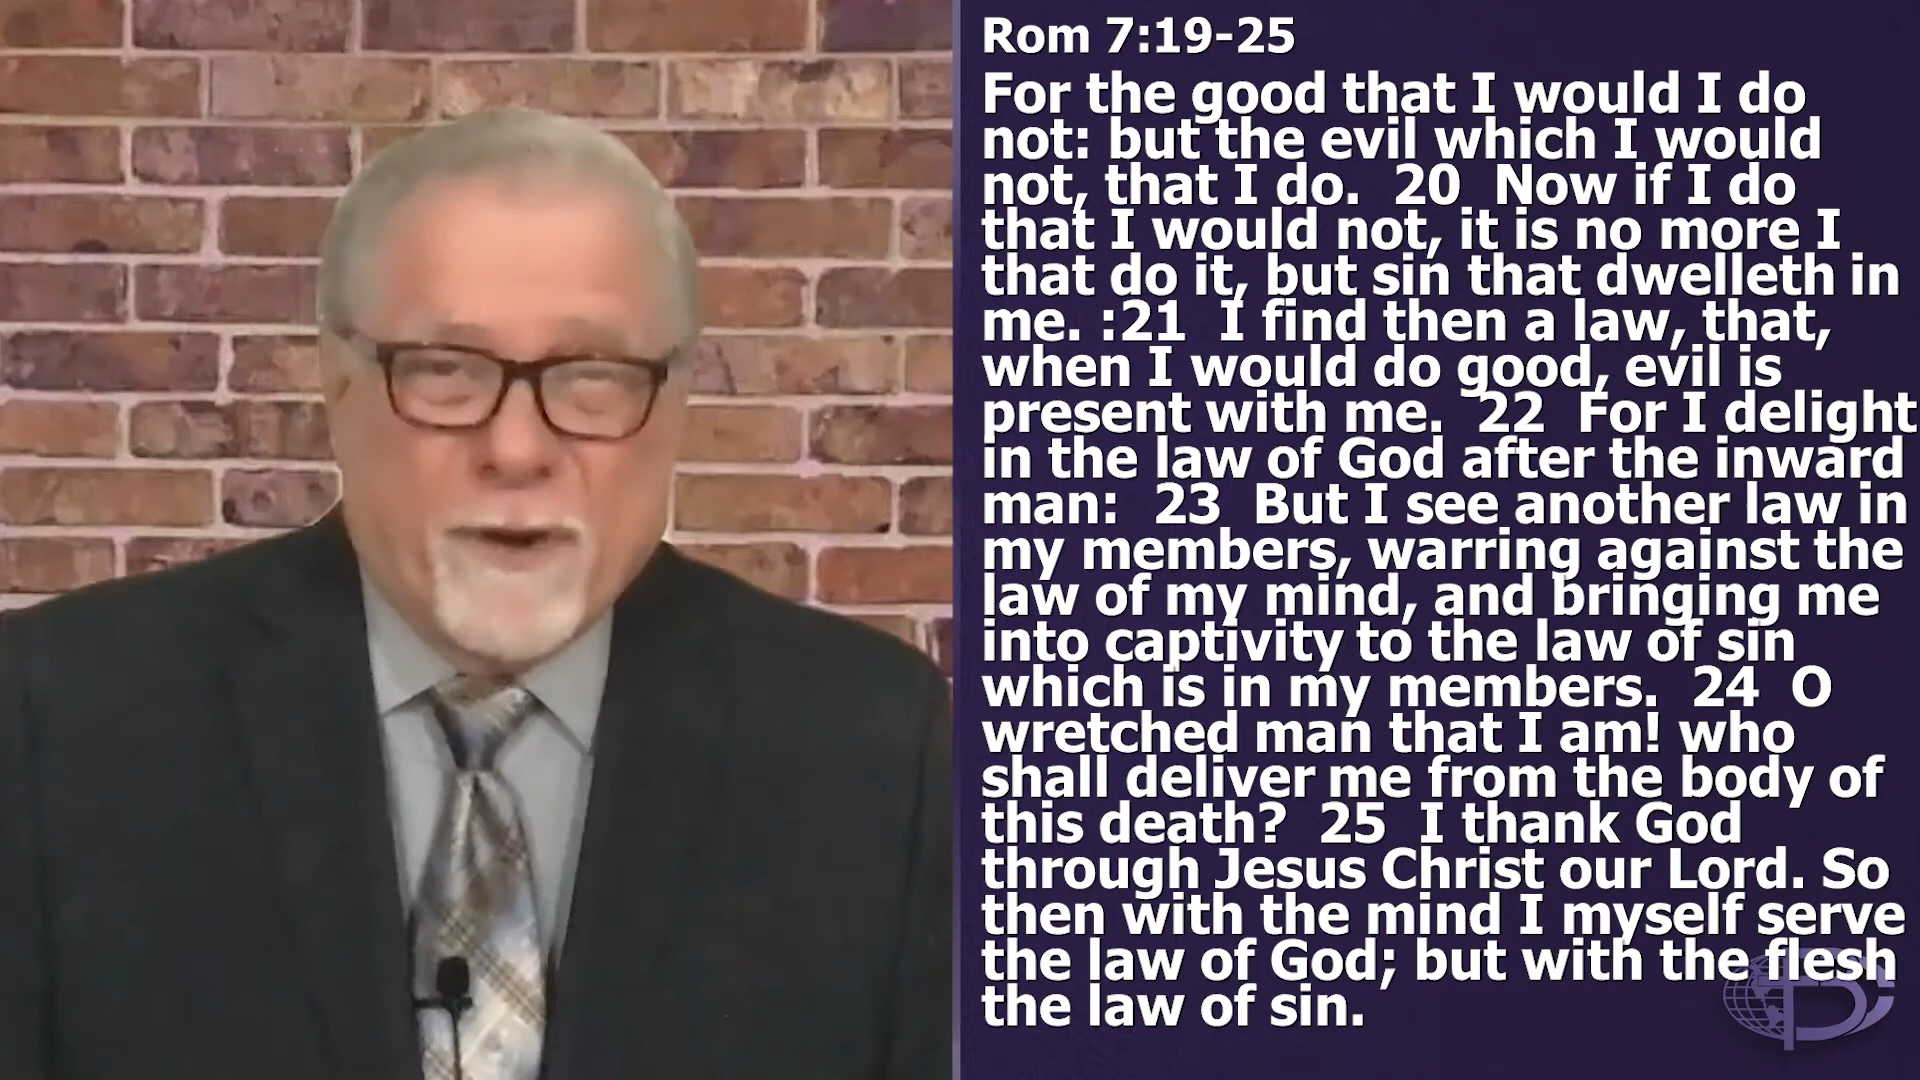 Rom 7:19-25
For the good that I would I do
not: but the evil which I would
not, that I do.  20  Now if I do
that I would not, it is no more I
that do it, but sin that dwelleth in
me. :21  I find then a law, that,
when I would do good, evil is
present with me.  22  For I delight
in the law of God after the inward
man:  23  But I see another law in
my members, warring against the
law of my mind, and bringing me
into captivity to the law of sin
which is in my members.  24  O
wretched man that I am! who
shall deliver me from the body of
this death?  25  I thank God
through Jesus Christ our Lord. So
then with the mind I myself serve
the law of God; but with the flesh
the law of sin.